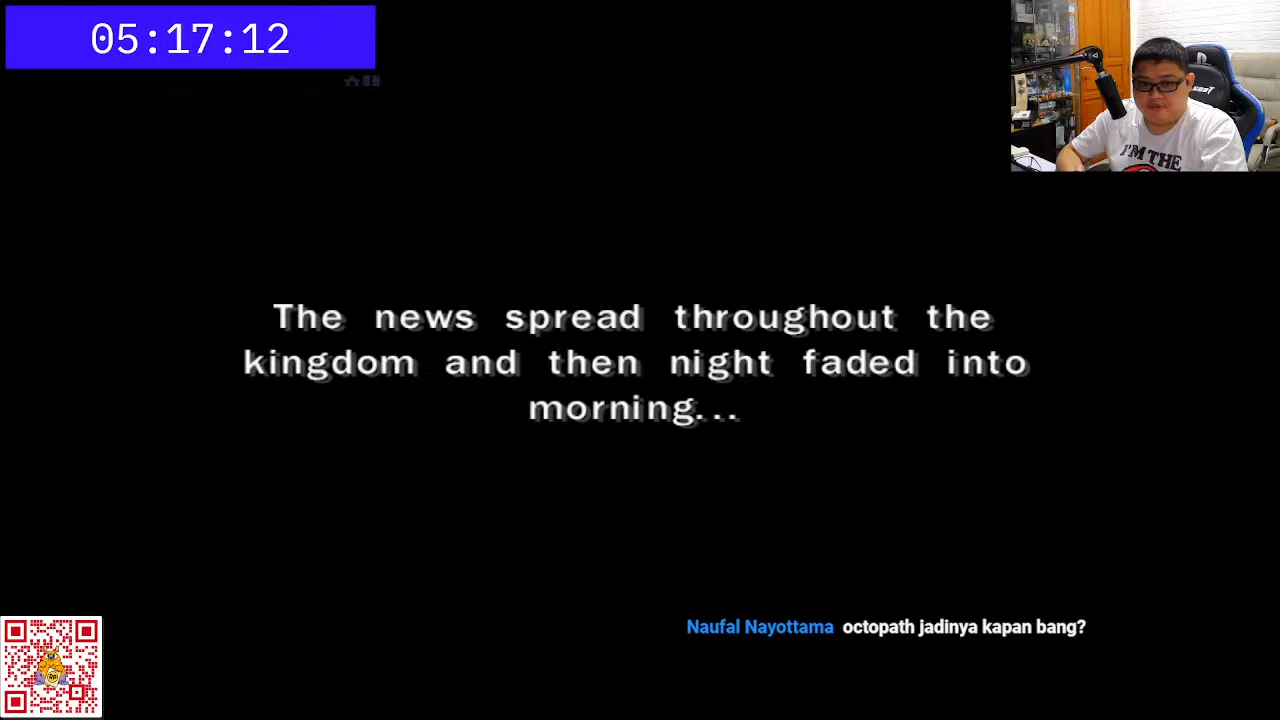 05:17:12
I'M THE
The news spread throughout the
kingdom and then night faded into
morning...
Naufal Nayottama octopath jadinya kapan bang?